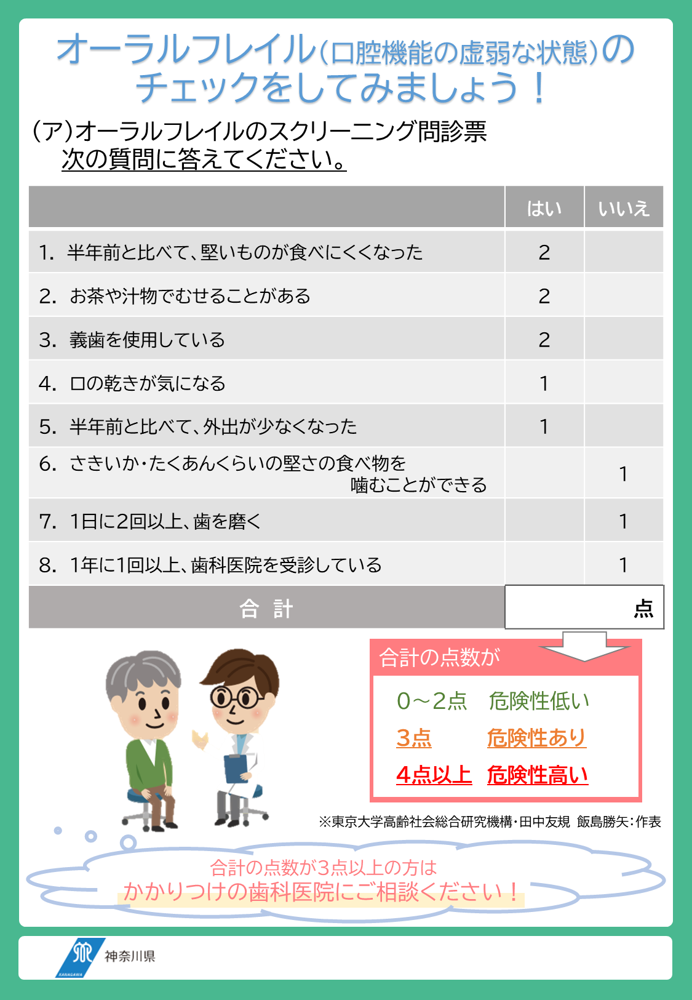 オーラルフレイル（口腔機能の虚弱な状態）の
チェックをしてみましょう！
（ア）オーラルフレイルのスクリーニング問診票
次の質問に答えてください。
はい いいえ
1. 半年前と比べて、堅いものが食べにくくなった 2
2. お茶や汁物でむせることがある 2
3. 義歯を使用している 2
4. 口の乾きが気になる 1
5. 半年前と比べて、外出が少なくなった 1
6. さきいか・たくあんくらいの堅さの食べ物を
噛むことができる 1
7. 1日に2回以上、歯を磨く 1
8. 1年に1回以上、歯科医院を受診している 1
合 計 点
合計の点数が
0～2点 危険性低い
3点 危険性あり
4点以上 危険性高い
※東京大学高齢社会総合研究機構・田中友規 飯島勝矢：作表
合計の点数が3点以上の方は
かかりつけの歯科医院にご相談ください！
KANAGAWA 神奈川県